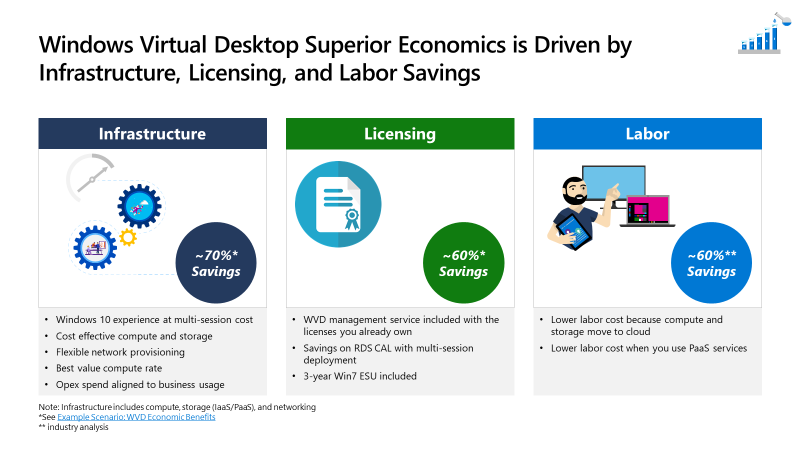 Windows Virtual Desktop Superior Economics is Driven by
Infrastructure, Licensing, and Labor Savings
Infrastructure
~70%*
Savings
• Windows 10 experience at multi-session cost
• Cost effective compute and storage
• Flexible network provisioning
• Best value compute rate
• Opex spend aligned to business usage
Licensing
~60%*
Savings
• WVD management service included with the
licenses you already own
• Savings on RDS CAL with multi-session
deployment
• 3-year Win7 ESU included
Labor
~60%**
Savings
• Lower labor cost because compute and
storage move to cloud
• Lower labor cost when you use PaaS services
Note: Infrastructure includes compute, storage (IaaS/PaaS), and networking
*See Example Scenario: WVD Economic Benefits
** industry analysis